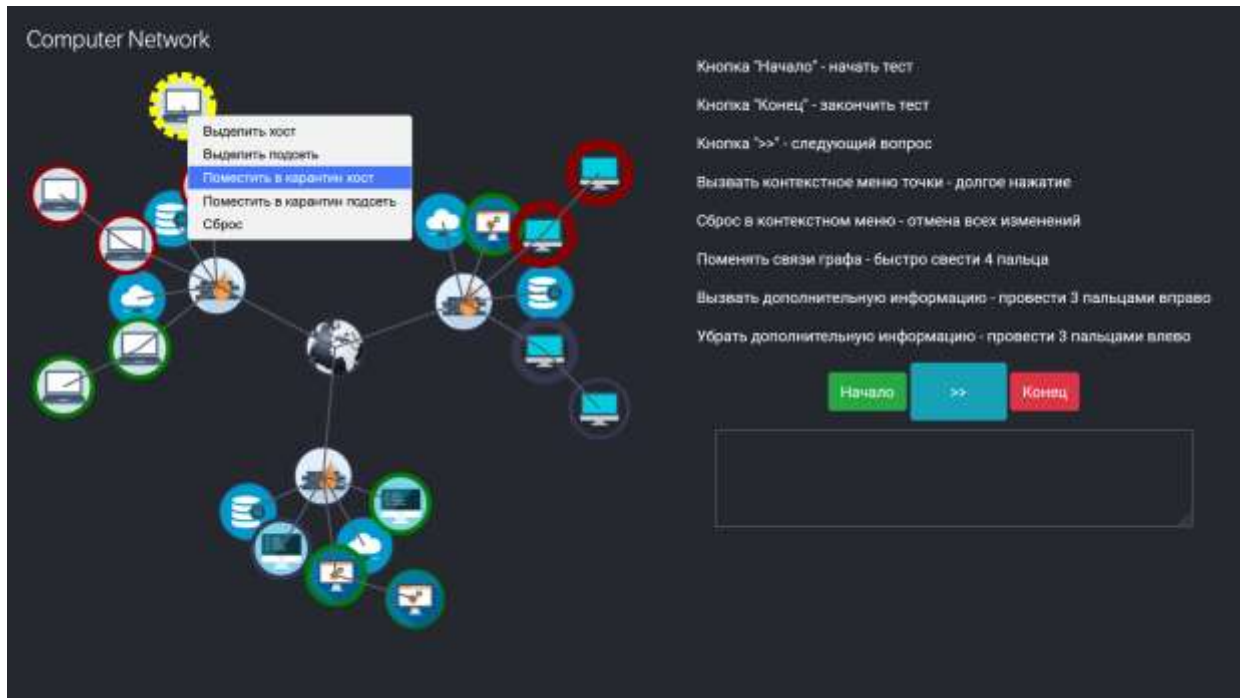 Computer Network
Выделить хост
Выделить подсеть
Поместить в карантин хост
Поместить в карантин подсеть
Сброс
Кнопка "Начало" - начать тест
Кнопка "Конец" - закончить тест
Кнопка ">>" - следующий вопрос
Вызвать контекстное меню точки - долгое нажатие
Сброс в контекстном меню - отмена всех изменений
Поменять связи графа - быстро свести 4 пальца
Вызвать дополнительную информацию - провести 3 пальцами вправо
Убрать дополнительную информацию - провести 3 пальцами влево
Начало >> Конец